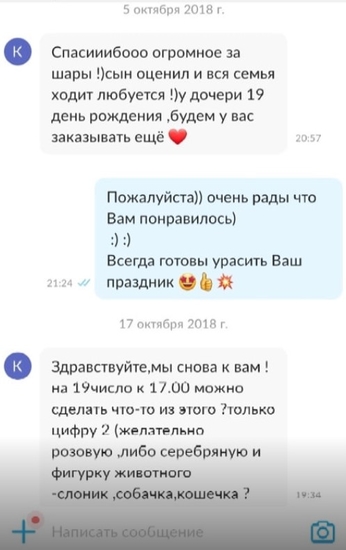 5 октября 2018 г.
К
Спасииибооо огромное за
шары !)сын оценил и вся семья
ходит любуется !)у дочери 19
день рождения ,будем у вас
заказывать ещё ❤️
20:57
Пожалуйста)) очень рады что
Вам понравилось)
:) :)
Всегда готовы урасить Ваш
праздник 😍👍💥
21:24
17 октября 2018 г.
К
Здравствуйте,мы снова к вам !
на 19число к 17.00 можно
сделать что-то из этого ?только
цифру 2 (желательно
розовую ,либо серебряную и
фигурку животного
-слоник ,собачка,кошечка ?
19:34
Написать сообщение